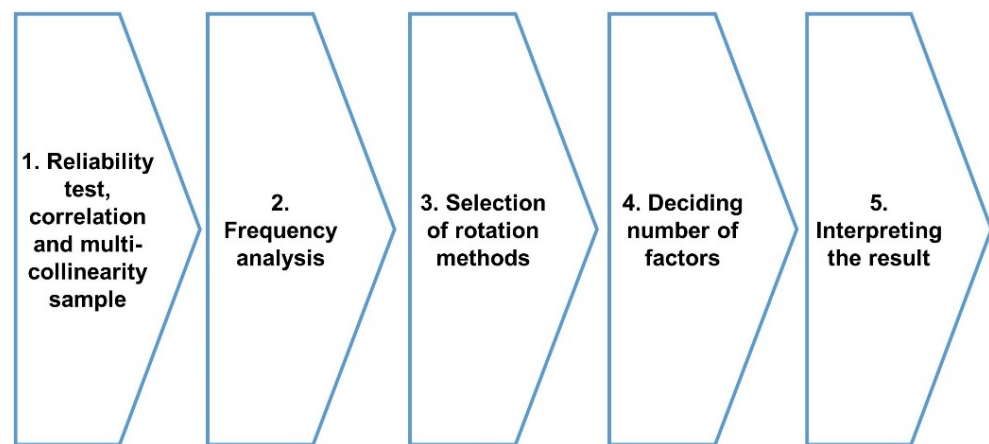 1. Reliability
test,
correlation
and multi-
collinearity
sample
2.
Frequency
analysis
3. Selection
of rotation
methods
4. Deciding
number of
factors
5.
Interpreting
the result